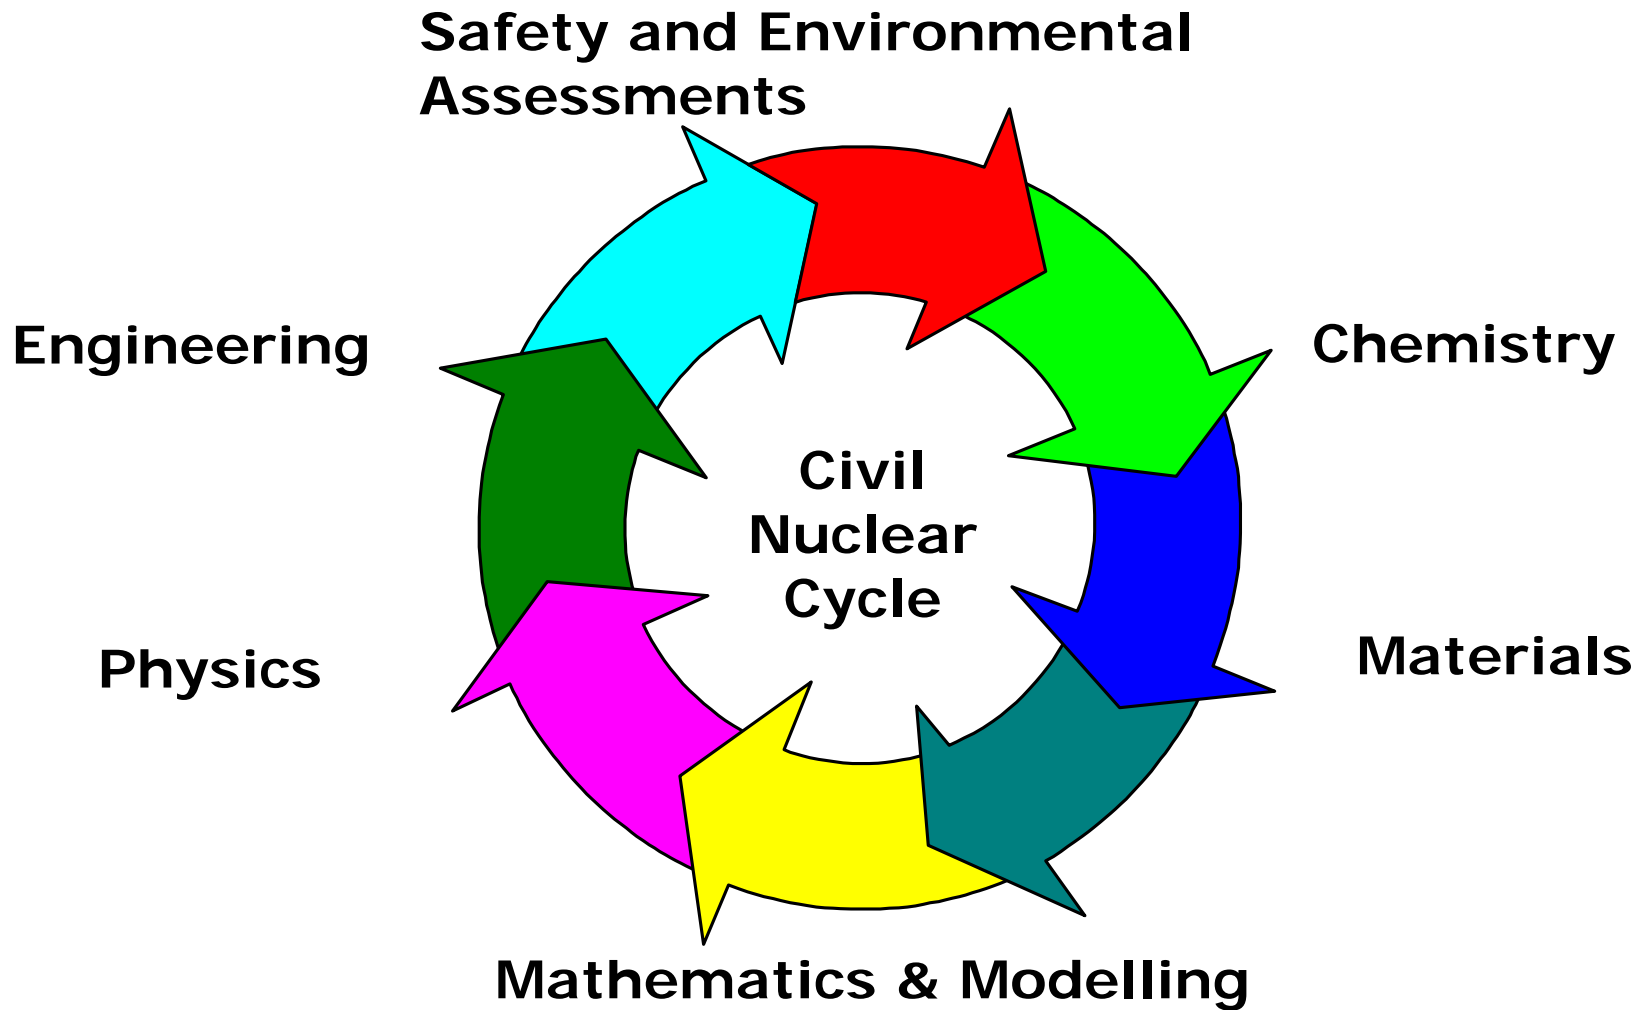 Safety and Environmental
Assessments
Engineering
Chemistry
Civil
Nuclear
Cycle
Physics
Materials
Mathematics & Modelling